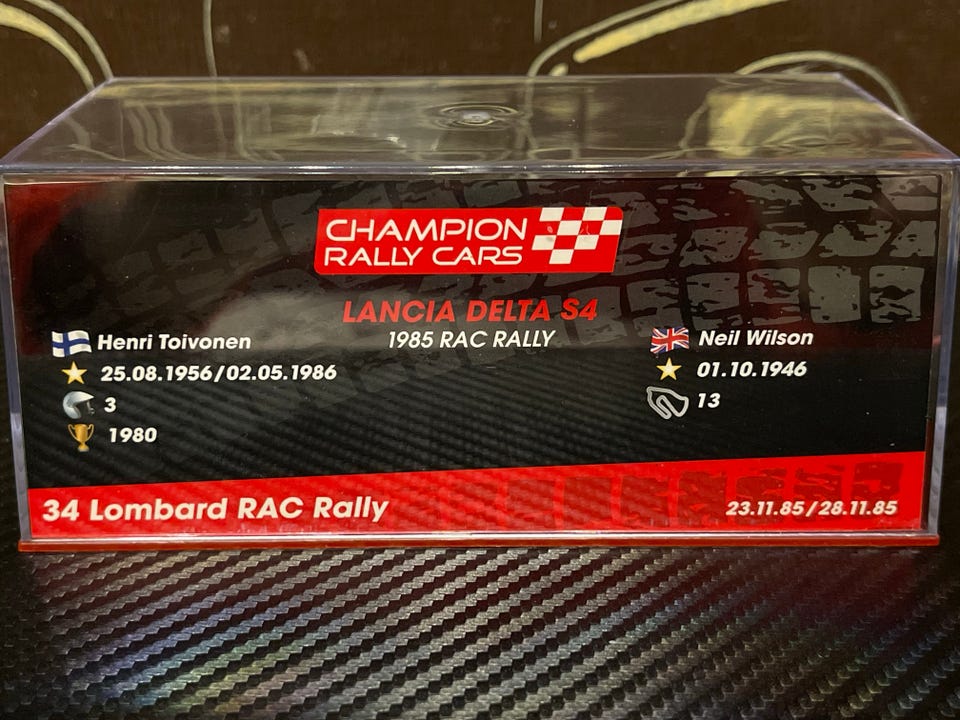 CHAMPION
RALLY CARS
LANCIA DELTA S4
1985 RAC RALLY
Henri Toivonen
25.08.1956/02.05.1986
3
1980
Neil Wilson
01.10.1946
13
34 Lombard RAC Rally
23.11.85/28.11.85